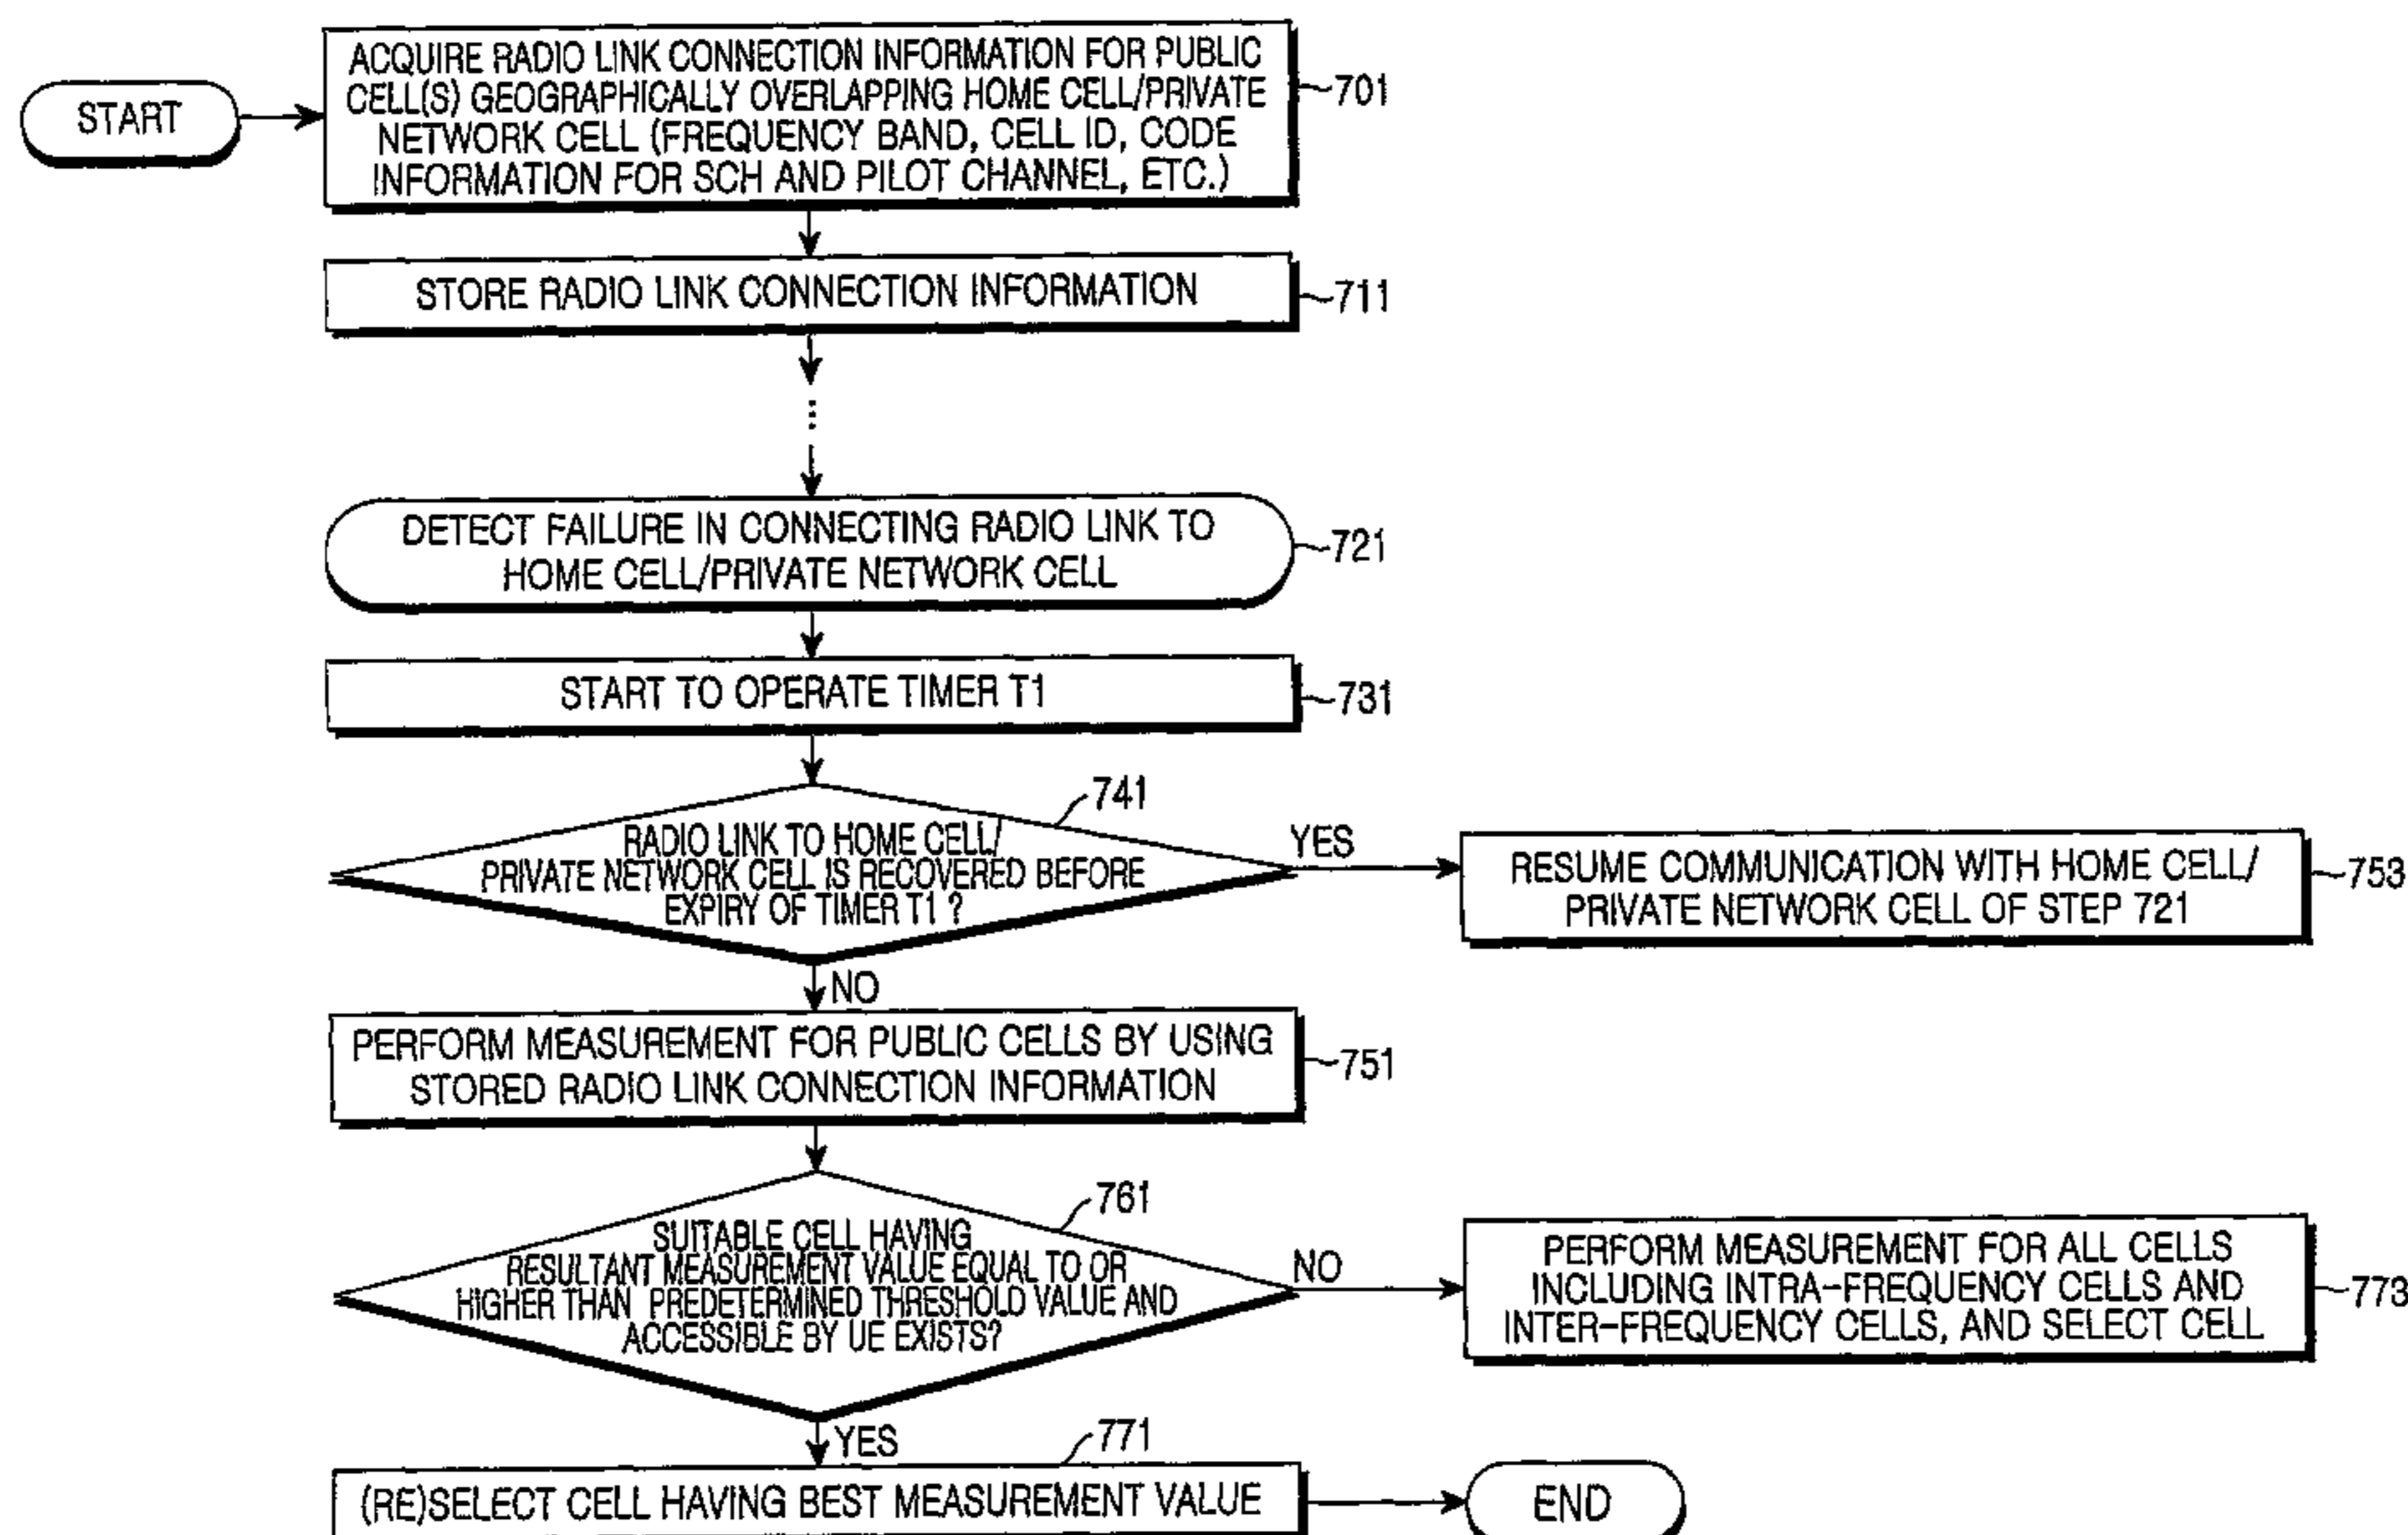 START
ACQUIRE RADIO LINK CONNECTION INFORMATION FOR PUBLIC
CELL(S) GEOGRAPHICALLY OVERLAPPING HOME CELL/PRIVATE
NETWORK CELL (FREQUENCY BAND, CELL ID, CODE
INFORMATION FOR SCH AND PILOT CHANNEL, ETC.)
701
STORE RADIO LINK CONNECTION INFORMATION
711
DETECT FAILURE IN CONNECTING RADIO LINK TO
HOME CELL/PRIVATE NETWORK CELL
721
START TO OPERATE TIMER T1
731
741
RADIO LINK TO HOME CELL/
PRIVATE NETWORK CELL IS RECOVERED BEFORE
EXPIRY OF TIMER T1 ?
YES
RESUME COMMUNICATION WITH HOME CELL/
PRIVATE NETWORK CELL OF STEP 721
753
NO
PERFORM MEASUREMENT FOR PUBLIC CELLS BY USING
STORED RADIO LINK CONNECTION INFORMATION
751
761
SUITABLE CELL HAVING
RESULTANT MEASUREMENT VALUE EQUAL TO OR
HIGHER THAN PREDETERMINED THRESHOLD VALUE AND
ACCESSIBLE BY UE EXISTS?
NO
PERFORM MEASUREMENT FOR ALL CELLS
INCLUDING INTRA-FREQUENCY CELLS AND
INTER-FREQUENCY CELLS, AND SELECT CELL
773
YES
771
(RE)SELECT CELL HAVING BEST MEASUREMENT VALUE
END